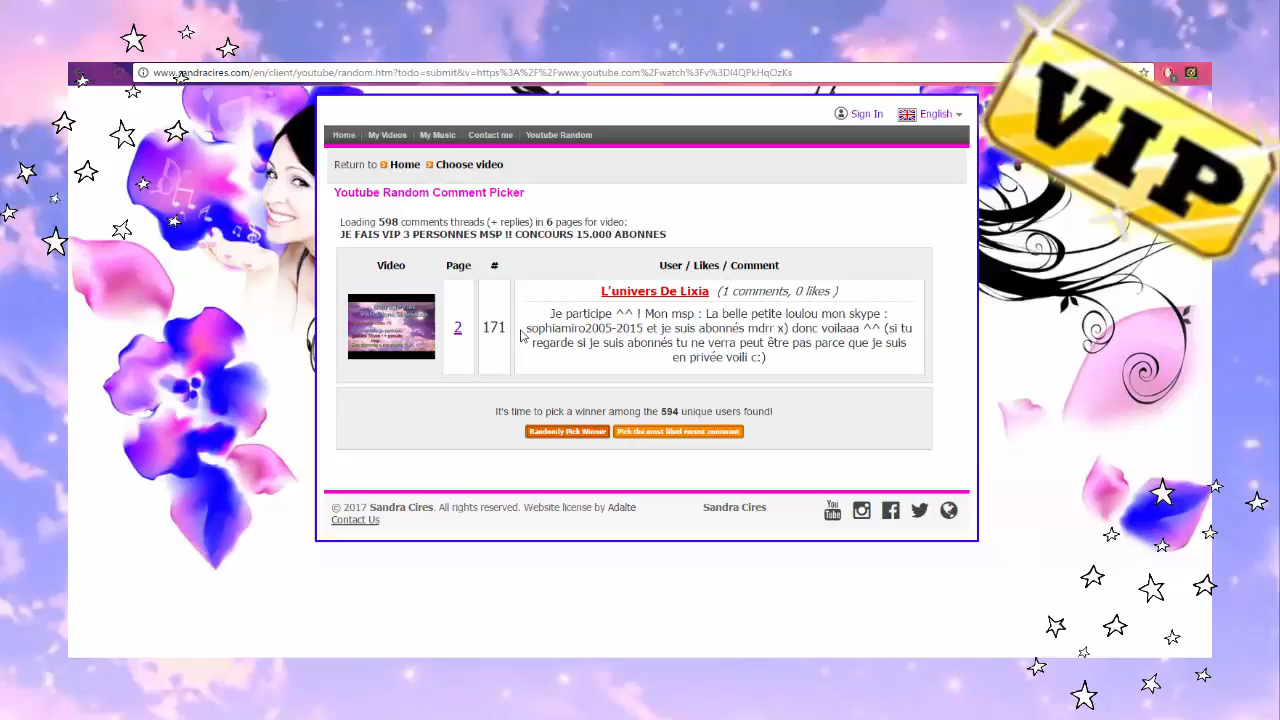 www.sandracires.com/en/client/youtube/random.htm?todo=submit&v=https%3A%2F%2Fwww.youtube.com%2Fwatch%3Fv%3Dl4QPkHqOzKs
VIP
Sign In
English
Home
My Videos
My Music
Contact me
Youtube Random
Return to Home Choose video
Youtube Random Comment Picker
Loading 598 comments threads (+ replies) in 6 pages for video:
JE FAIS VIP 3 PERSONNES MSP !! CONCOURS 15.000 ABONNES
Video
Page
#
User / Likes / Comment
2
171
L'univers De Lixia (1 comments, 0 likes )
Je participe ^^ ! Mon msp : La belle petite loulou mon skype :
sophiamiro2005-2015 et je suis abonnés mdrr x) donc voilaaa ^^ (si tu
regarde si je suis abonnés tu ne verra peut être pas parce que je suis
en privée voili c:)
It's time to pick a winner among the 594 unique users found!
Randomly Pick Winner
Pick the most liked recent comment
© 2017 Sandra Cires. All rights reserved. Website license by Adalte
Contact Us
Sandra Cires
You
Tube